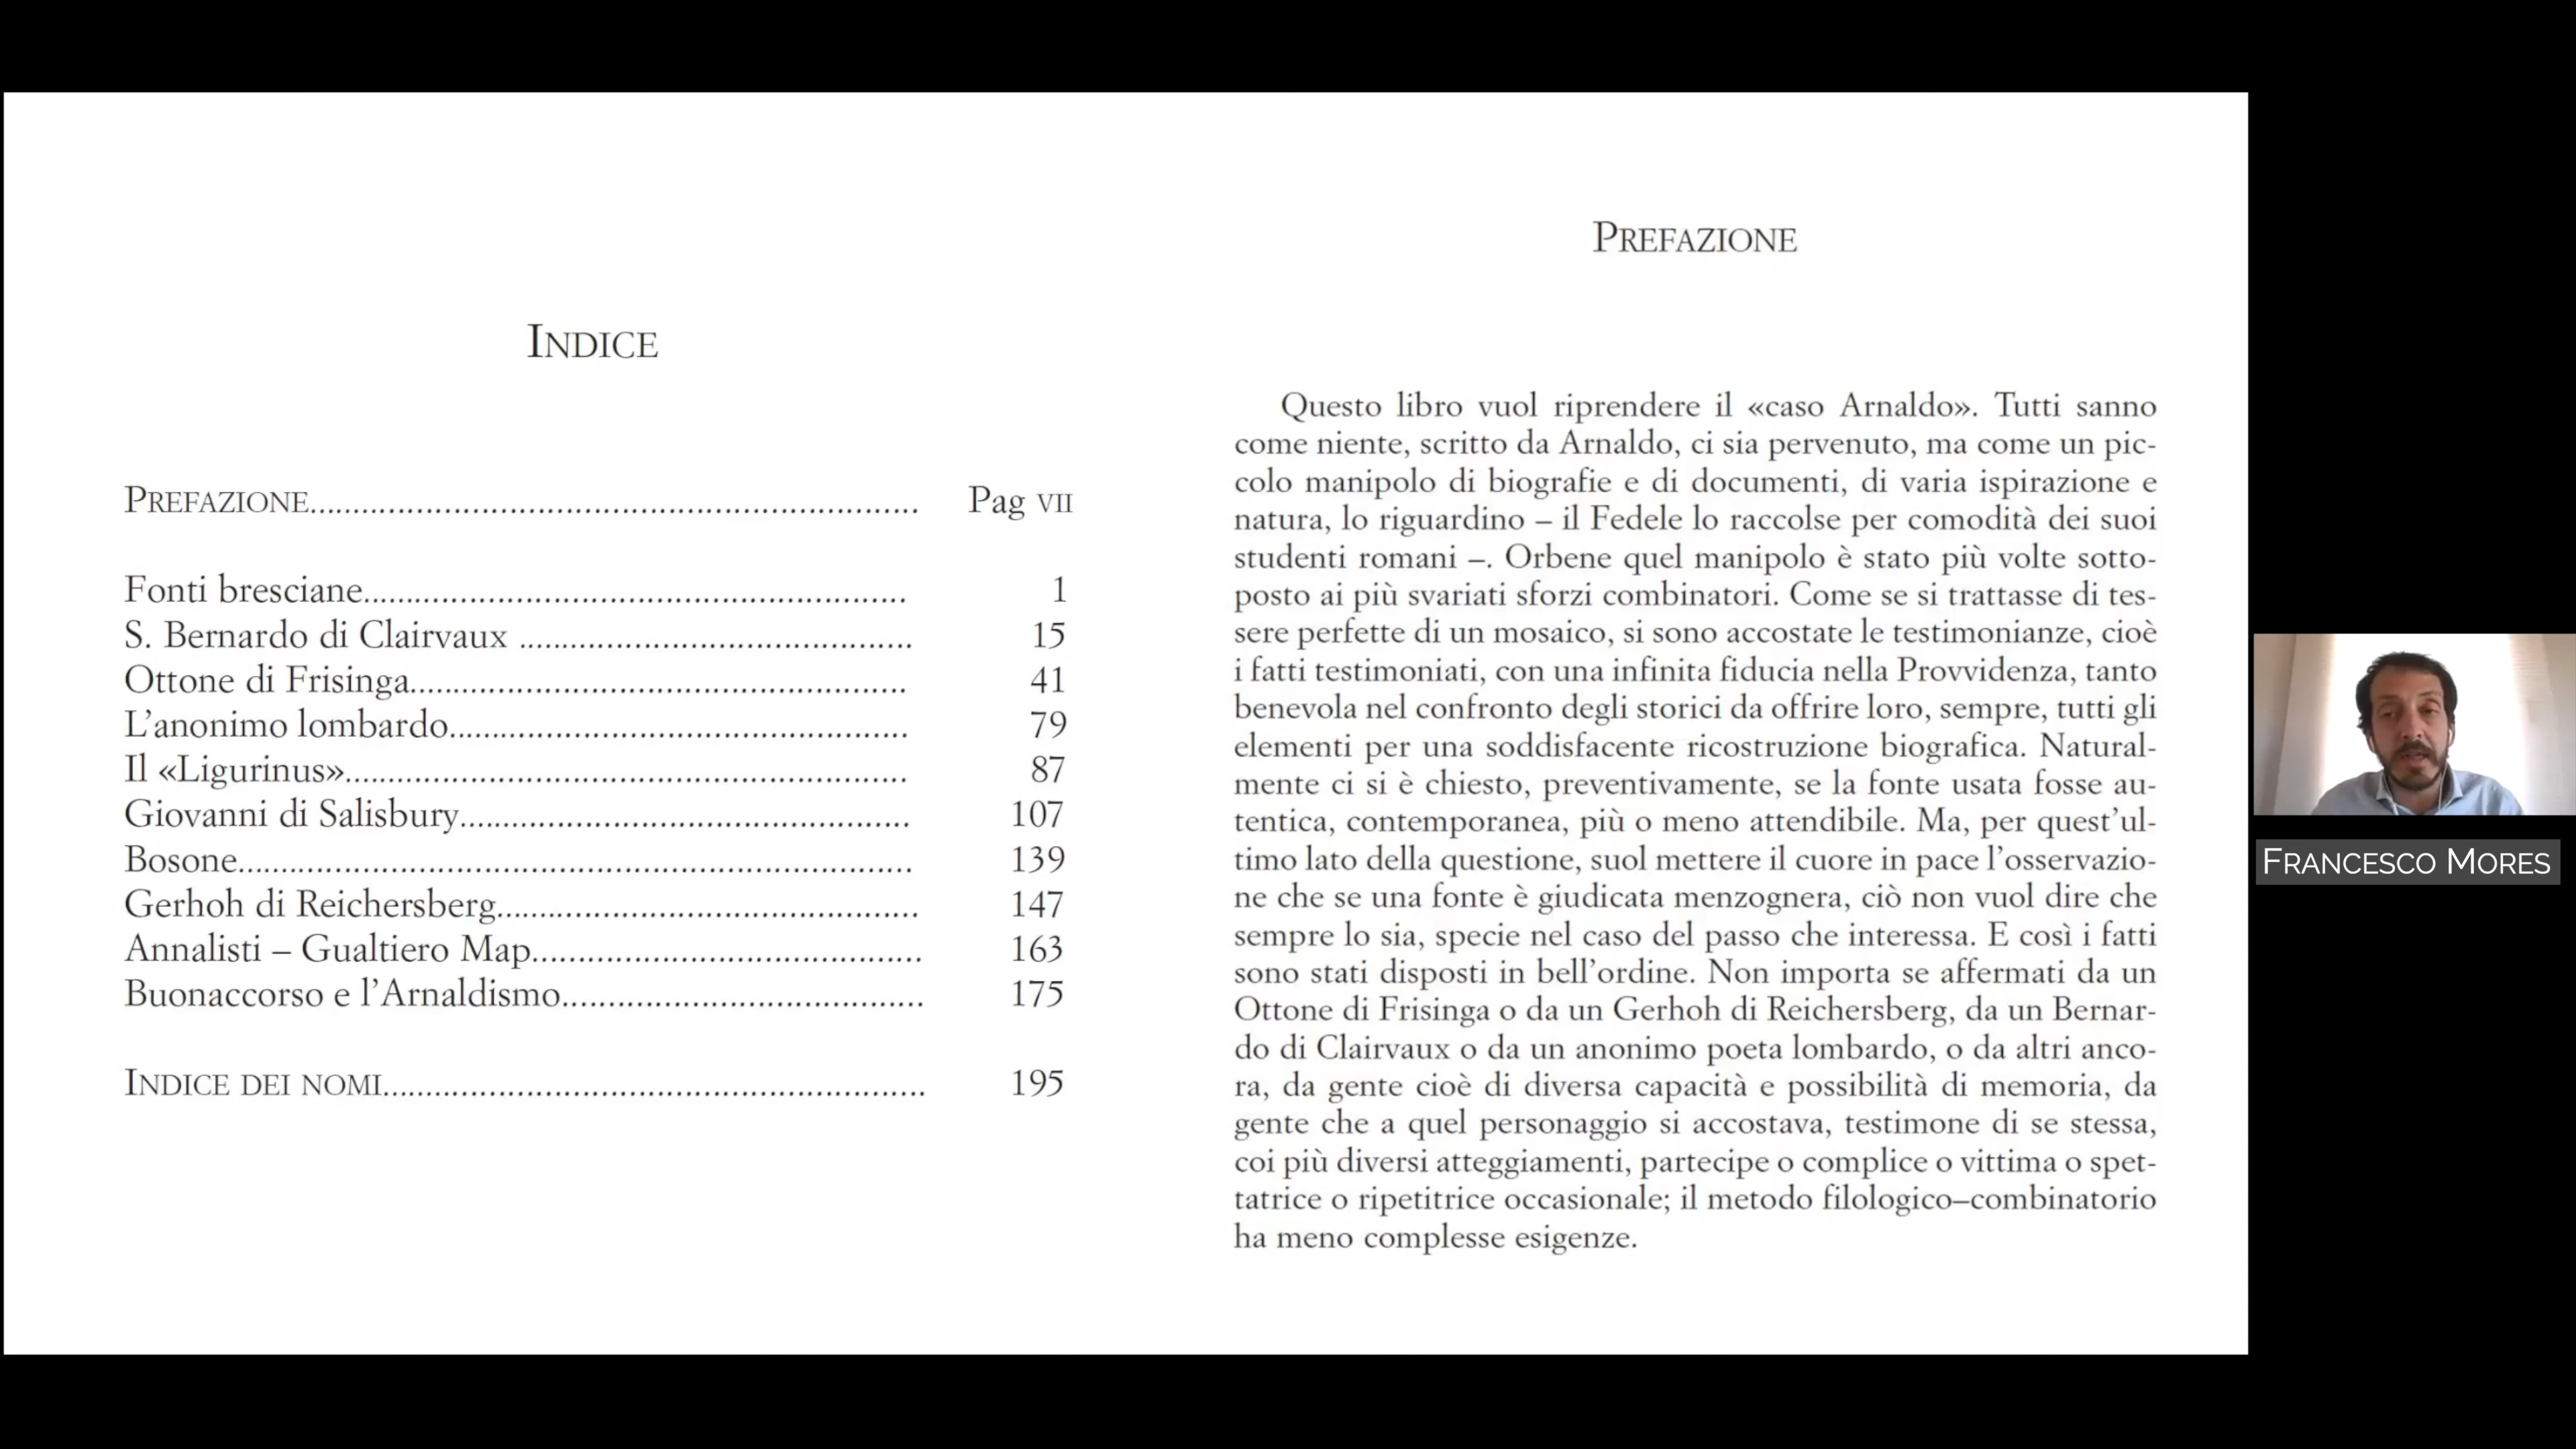 INDICE
PREFAZIONE.................................................................... Pag VII
Fonti bresciane............................................................. 1
S. Bernardo di Clairvaux ............................................ 15
Ottone di Frisinga........................................................ 41
L'anonimo lombardo................................................... 79
Il «Ligurinus»............................................................... 87
Giovanni di Salisbury................................................... 107
Bosone............................................................................ 139
Gerhoh di Reichersberg............................................... 147
Annalisti – Gualtiero Map............................................ 163
Buonaccorso e l'Arnaldismo........................................ 175
INDICE DEI NOMI............................................................ 195
PREFAZIONE
Questo libro vuol riprendere il «caso Arnaldo». Tutti sanno
come niente, scritto da Arnaldo, ci sia pervenuto, ma come un pic-
colo manipolo di biografie e di documenti, di varia ispirazione e
natura, lo riguardino – il Fedele lo raccolse per comodità dei suoi
studenti romani –. Orbene quel manipolo è stato più volte sotto-
posto ai più svariati sforzi combinatori. Come se si trattasse di tes-
sere perfette di un mosaico, si sono accostate le testimonianze, cioè
i fatti testimoniati, con una infinita fiducia nella Provvidenza, tanto
benevola nel confronto degli storici da offrire loro, sempre, tutti gli
elementi per una soddisfacente ricostruzione biografica. Natural-
mente ci si è chiesto, preventivamente, se la fonte usata fosse au-
tentica, contemporanea, più o meno attendibile. Ma, per quest'ul-
timo lato della questione, suol mettere il cuore in pace l'osservazio-
ne che se una fonte è giudicata menzognera, ciò non vuol dire che
sempre lo sia, specie nel caso del passo che interessa. E così i fatti
sono stati disposti in bell'ordine. Non importa se affermati da un
Ottone di Frisinga o da un Gerhoh di Reichersberg, da un Bernar-
do di Clairvaux o da un anonimo poeta lombardo, o da altri anco-
ra, da gente cioè di diversa capacità e possibilità di memoria, da
gente che a quel personaggio si accostava, testimone di se stessa,
coi più diversi atteggiamenti, partecipe o complice o vittima o spet-
tatrice o ripetitrice occasionale; il metodo filologico–combinatorio
ha meno complesse esigenze.
FRANCESCO MORES